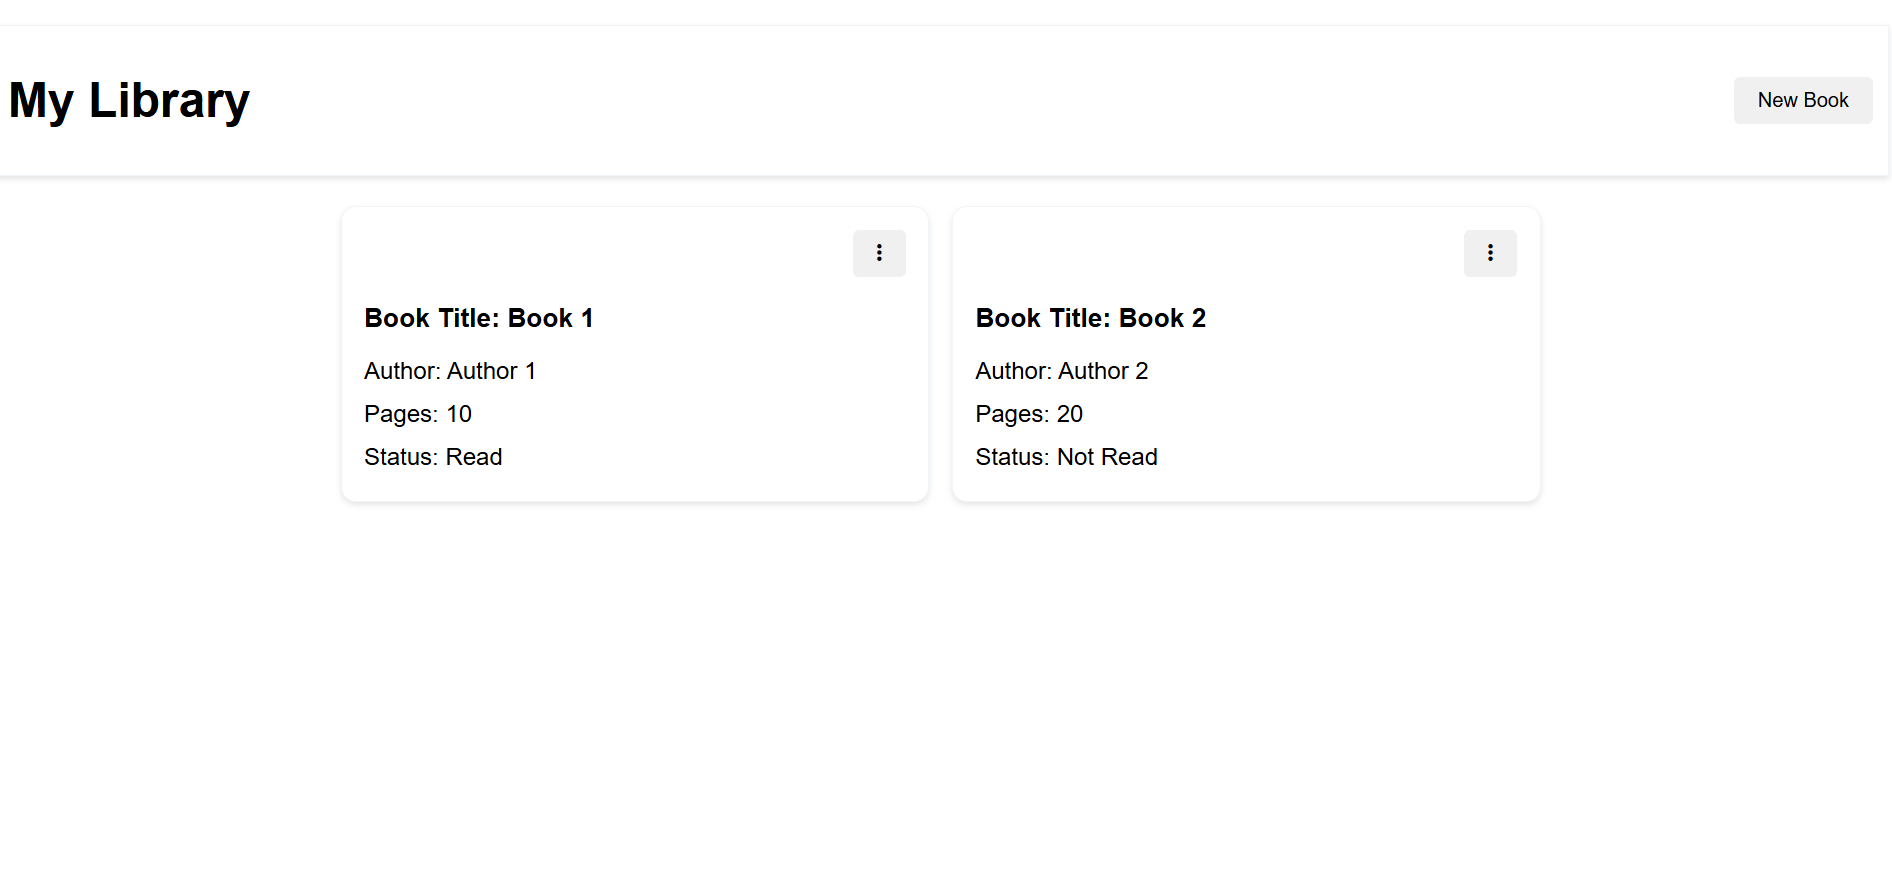 My Library
New Book
Book Title: Book 1
Author: Author 1
Pages: 10
Status: Read
Book Title: Book 2
Author: Author 2
Pages: 20
Status: Not Read